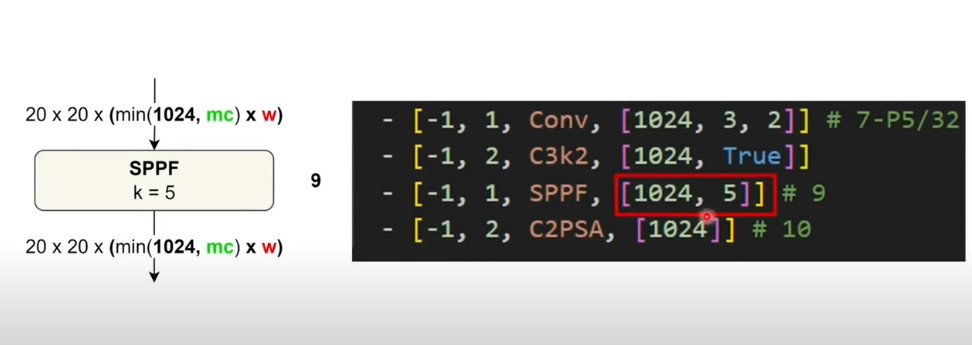 20 x 20 x (min(1024, mc) x w)
SPPF
k = 5
9
20 x 20 x (min(1024, mc) x w)
- [-1, 1, Conv, [1024, 3, 2]] # 7-P5/32
- [-1, 2, C3k2, [1024, True]]
- [-1, 1, SPPF, [1024, 5]] # 9
- [-1, 2, C2PSA, [1024]] # 10